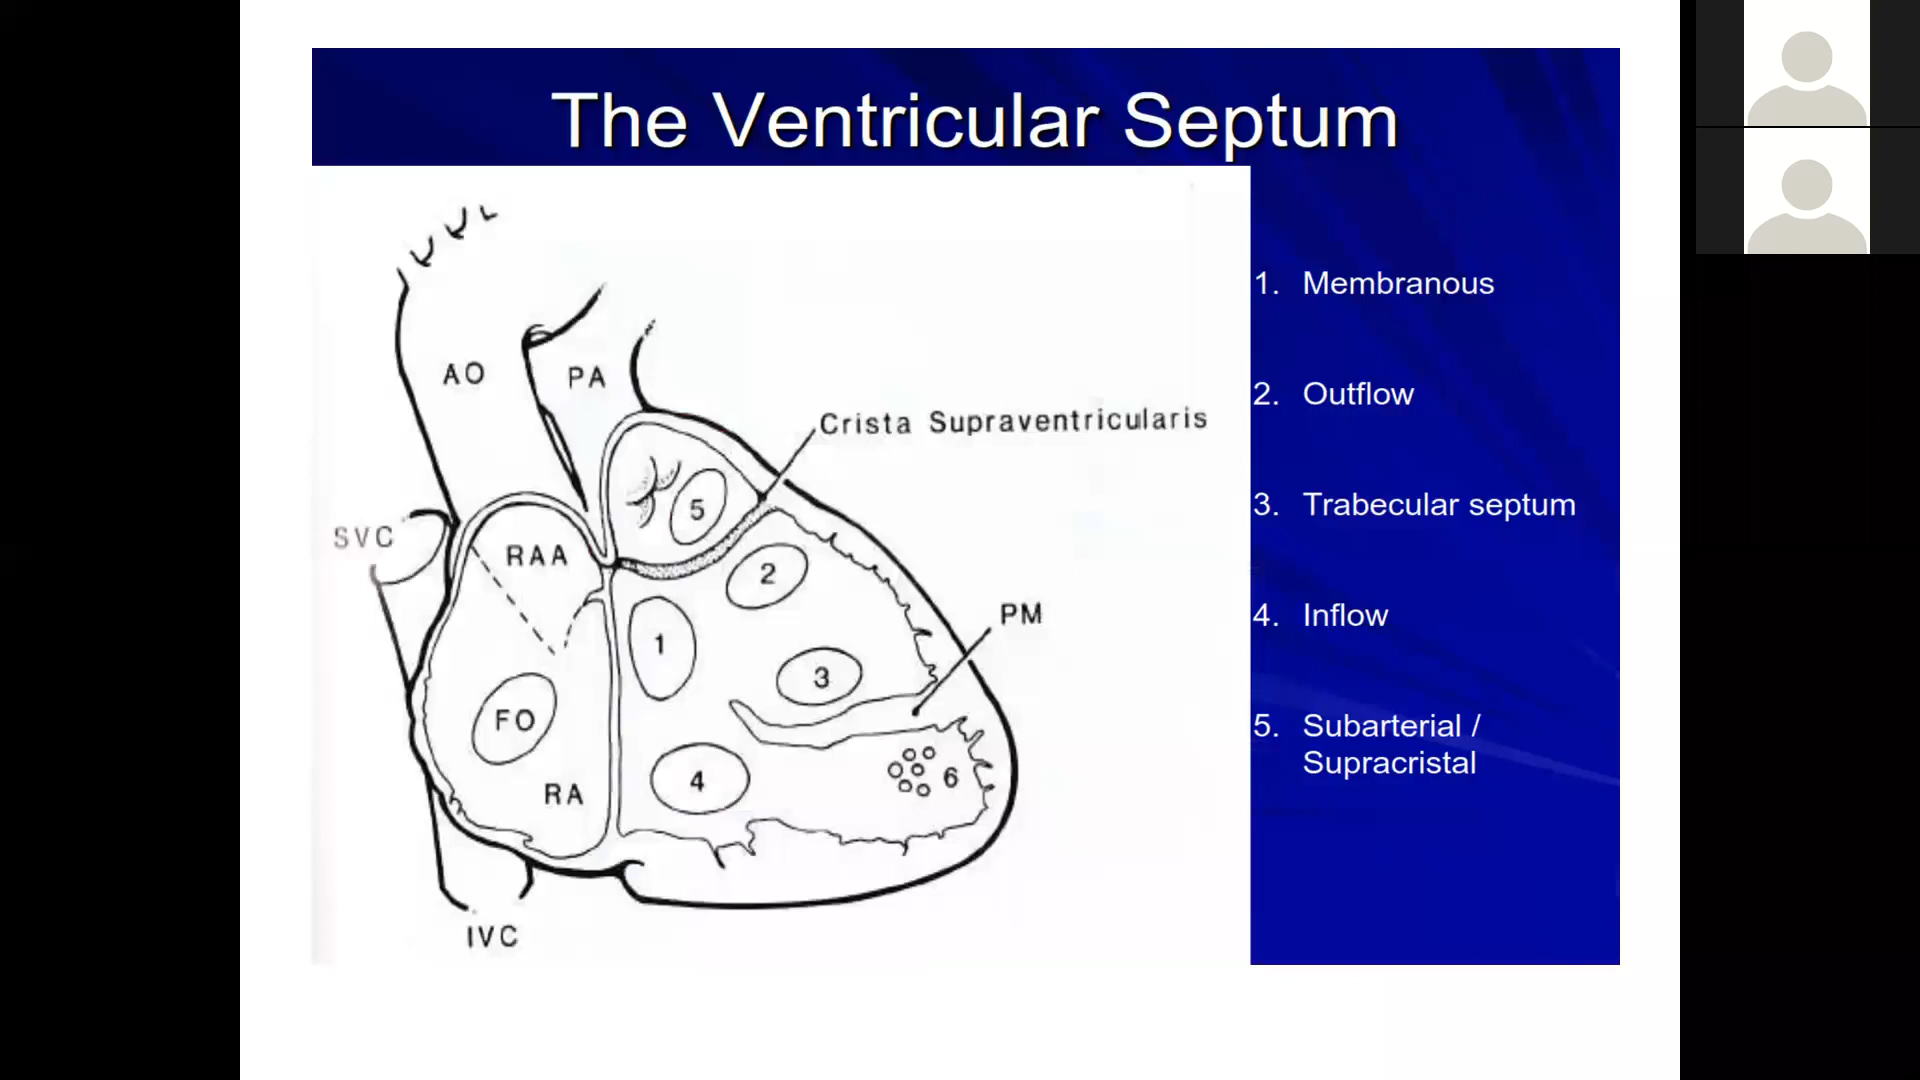 The Ventricular Septum
AO
PA
Crista Supraventricularis
SVC
RAA
5
2
1
PM
3
FO
4
6
RA
IVC
1. Membranous
2. Outflow
3. Trabecular septum
4. Inflow
5. Subarterial /
Supracristal